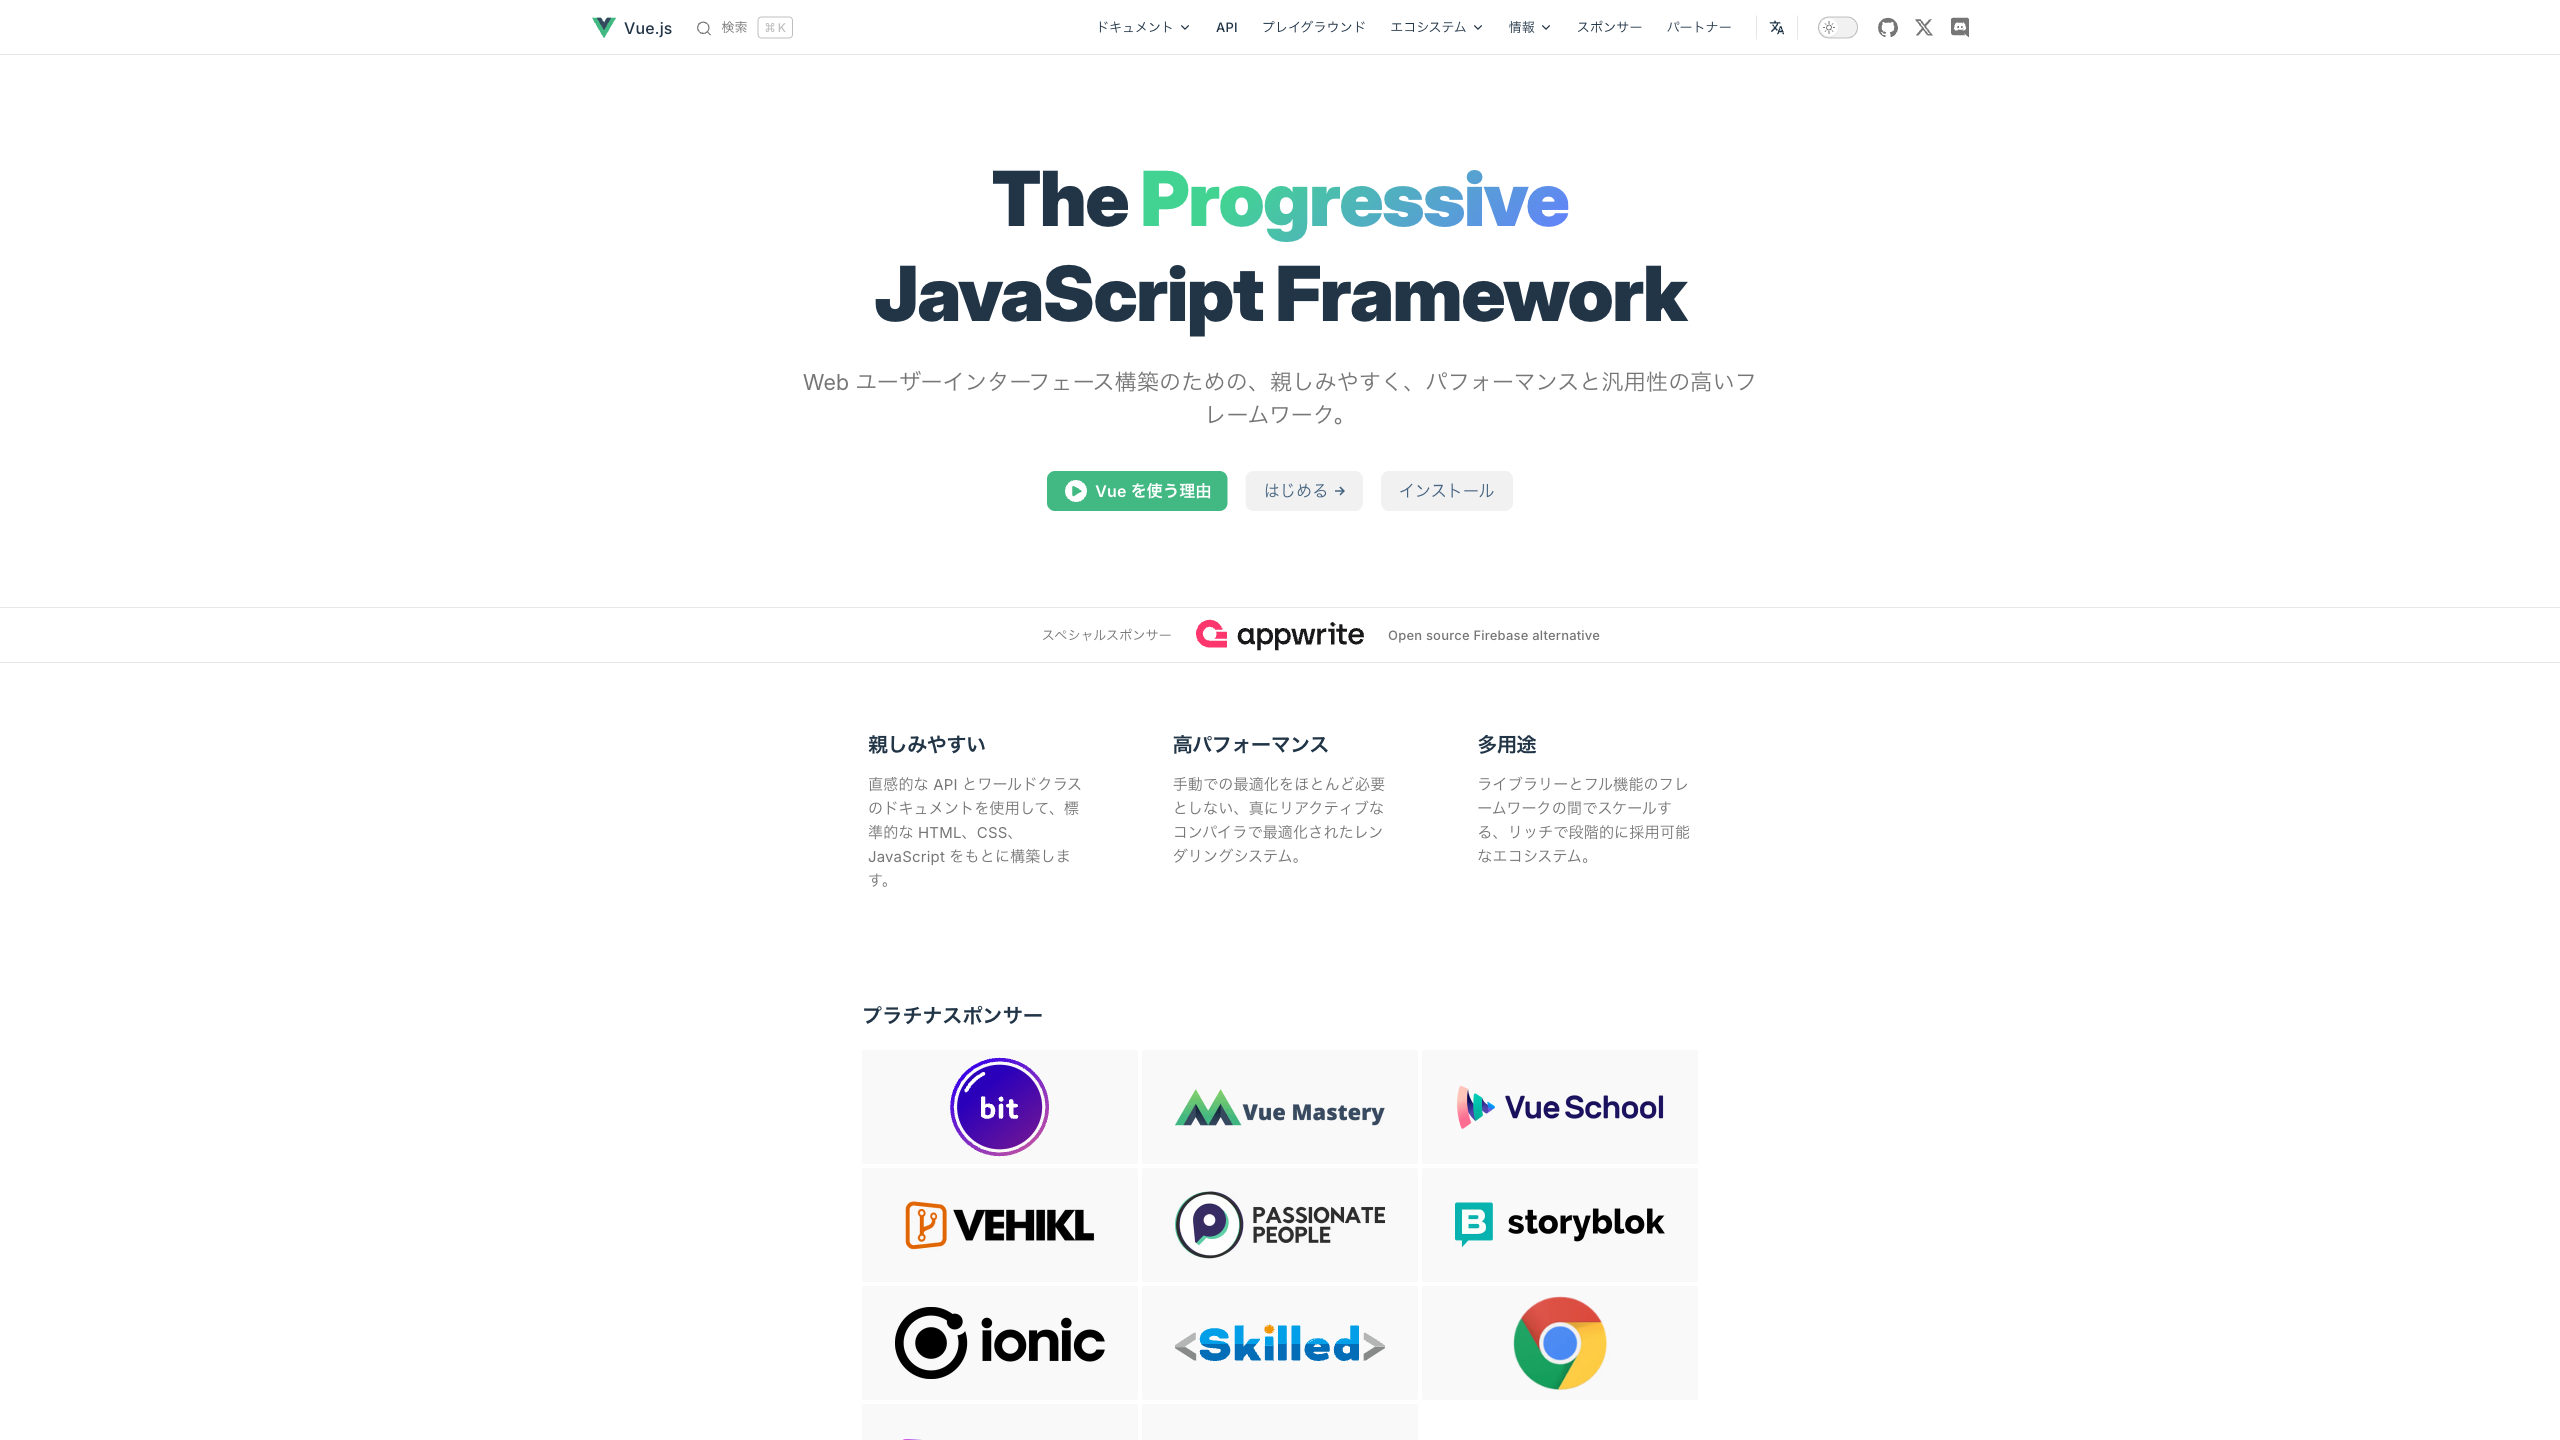 Vue.js
検索
⌘ K
ドキュメント
API
プレイグラウンド
エコシステム
情報
スポンサー
パートナー
The Progressive
JavaScript Framework
Web ユーザーインターフェース構築のための、親しみやすく、パフォーマンスと汎用性の高いフ
レームワーク。
Vue を使う理由
はじめる →
インストール
スペシャルスポンサー
appwrite
Open source Firebase alternative
親しみやすい
直感的な API とワールドクラス
のドキュメントを使用して、標
準的な HTML、CSS、
JavaScript をもとに構築しま
す。
高パフォーマンス
手動での最適化をほとんど必要
としない、真にリアクティブな
コンパイラで最適化されたレン
ダリングシステム。
多用途
ライブラリーとフル機能のフレ
ームワークの間でスケールす
る、リッチで段階的に採用可能
なエコシステム。
プラチナスポンサー
bit
Vue Mastery
Vue School
VEHIKL
PASSIONATE
PEOPLE
storyblok
ionic
<Skilled>